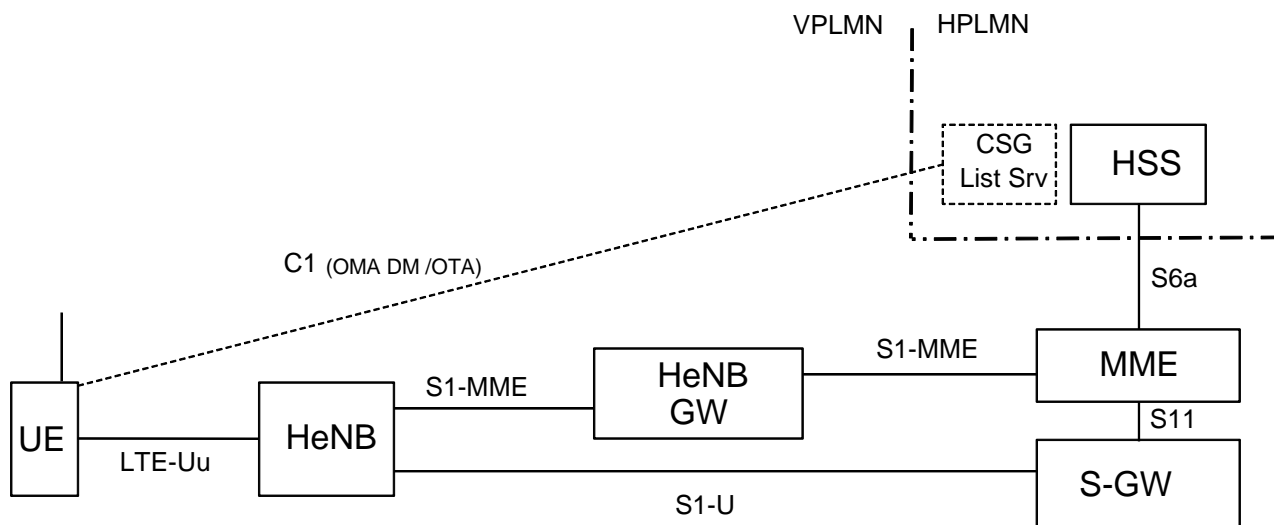 VPLMN
HPLMN
CSG
List Srv
HSS
C1 (OMA DM /OTA)
S6a
S1-MME
MME
HeNB
GW
S1-MME
S11
UE
HeNB
LTE-Uu
S-GW
S1-U